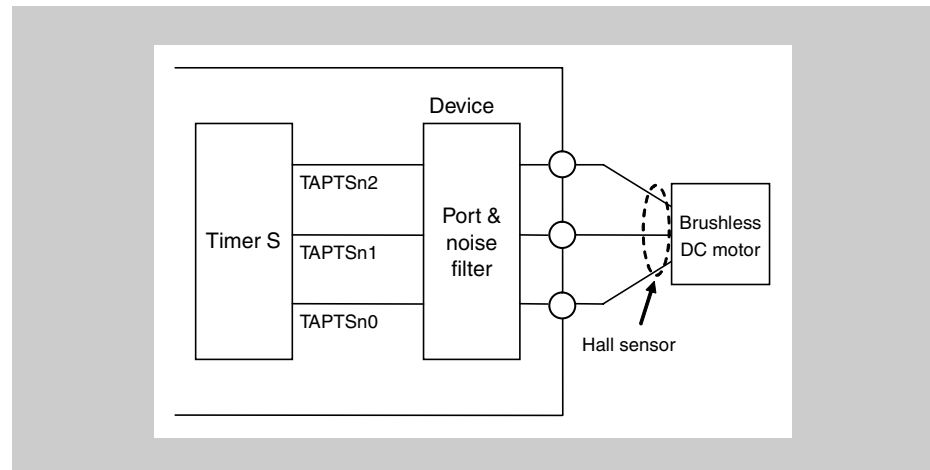 Device
Timer S
TAPTSn2
TAPTSn1
TAPTSn0
Port &
noise
filter
Brushless
DC motor
Hall sensor